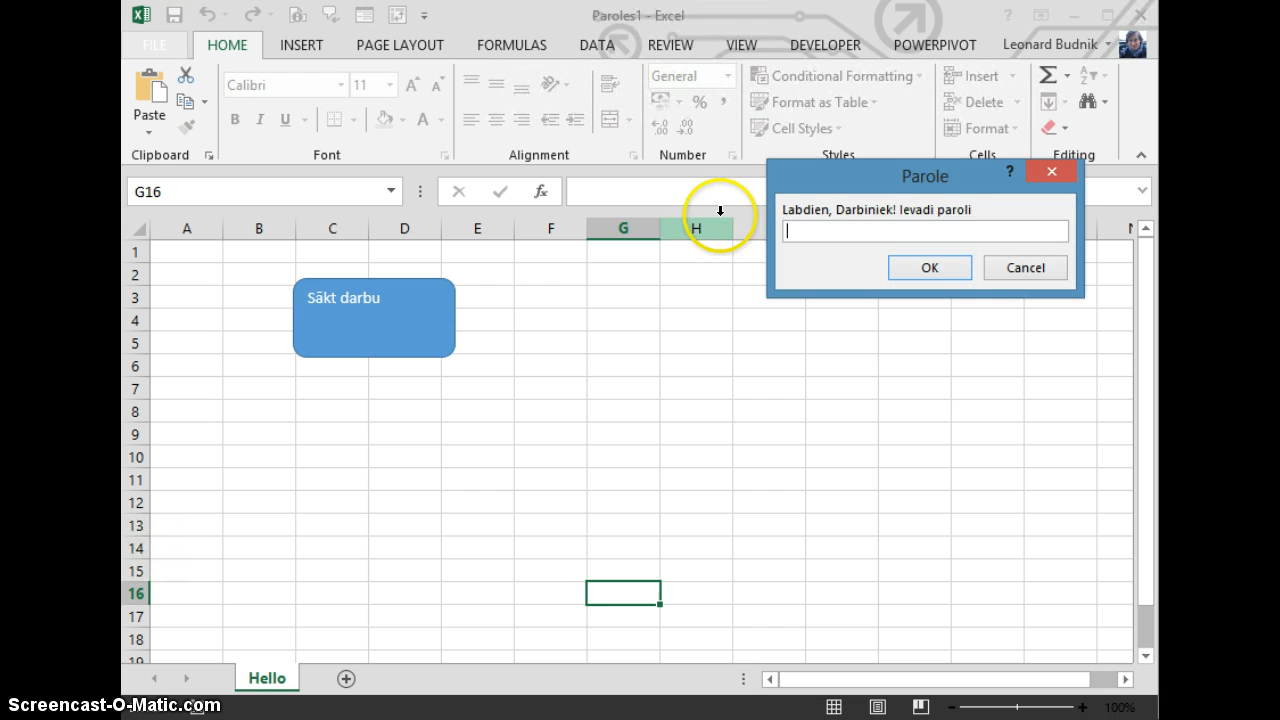 Paroles1 - Excel
?
FILE HOME INSERT PAGE LAYOUT FORMULAS DATA REVIEW VIEW DEVELOPER POWERPIVOT Leonard Budnik
Paste
Calibri 11
B I U A
General
% ,
Conditional Formatting
Format as Table
Cell Styles
Insert
Delete
Format
Σ
Clipboard Font Alignment Number Styles Cells Editing
G16 fx
Parole ?
Labdien, Darbiniek! Ievadi paroli
OK Cancel
A B C D E F G H
1
2
3
4
5
6
7
8
9
10
11
12
13
14
15
16
17
18
19
Sākt darbu
Hello
100%
Screencast-O-Matic.com